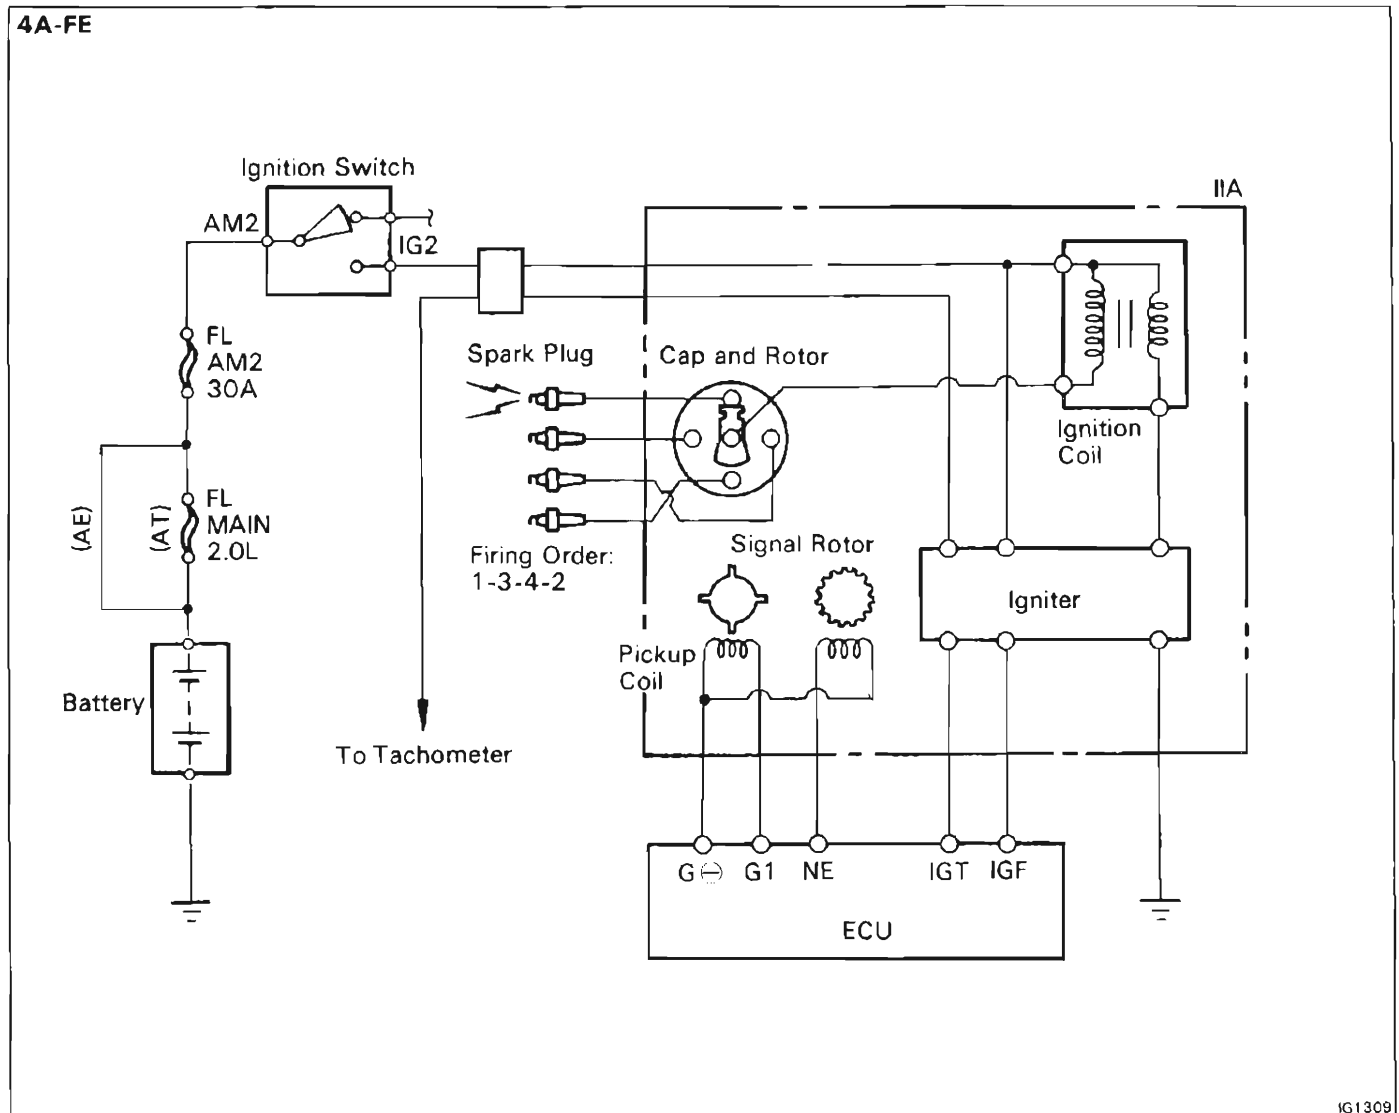 4A-FE
Ignition Switch
IIA
AM2
IG2
FL
AM2
30A
Spark Plug
Cap and Rotor
Ignition
Coil
(AE)
(AT)
FL
MAIN
2.0L
Firing Order:
1-3-4-2
Signal Rotor
Igniter
Pickup
Coil
Battery
To Tachometer
G⊖ G1 NE IGT IGF
ECU
IG1309